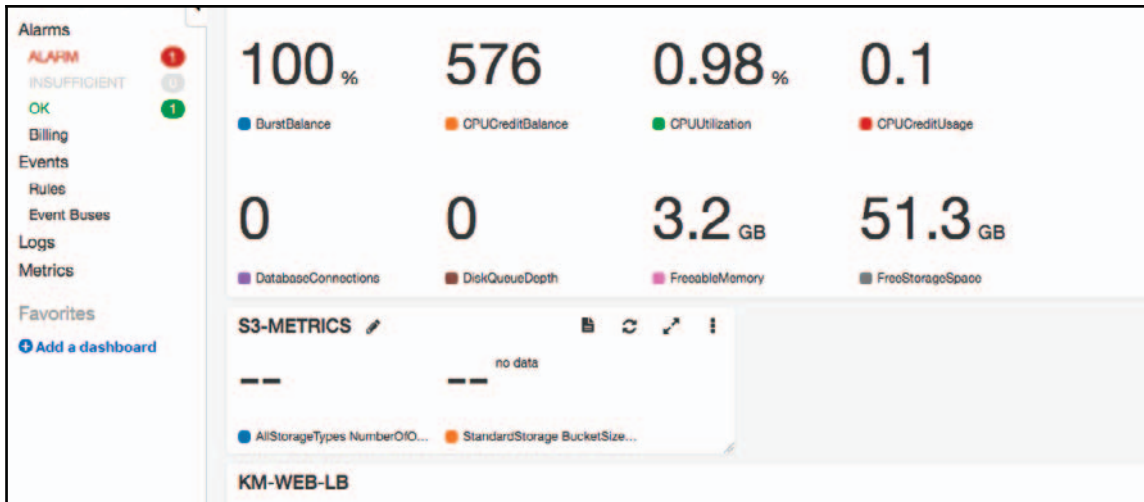 Alarms
ALARM 1
INSUFFICIENT 0
OK 1
Billing
Events
Rules
Event Buses
Logs
Metrics
Favorites
Add a dashboard
100 % 576 0.98 % 0.1
BurstBalance CPUCreditBalance CPUUtilization CPUCreditUsage
0 0 3.2 GB 51.3 GB
DatabaseConnections DiskQueueDepth FreeableMemory FreeStorageSpace
S3-METRICS
-- -- no data
AllStorageTypes NumberOfO... StandardStorage BucketSize...
KM-WEB-LB